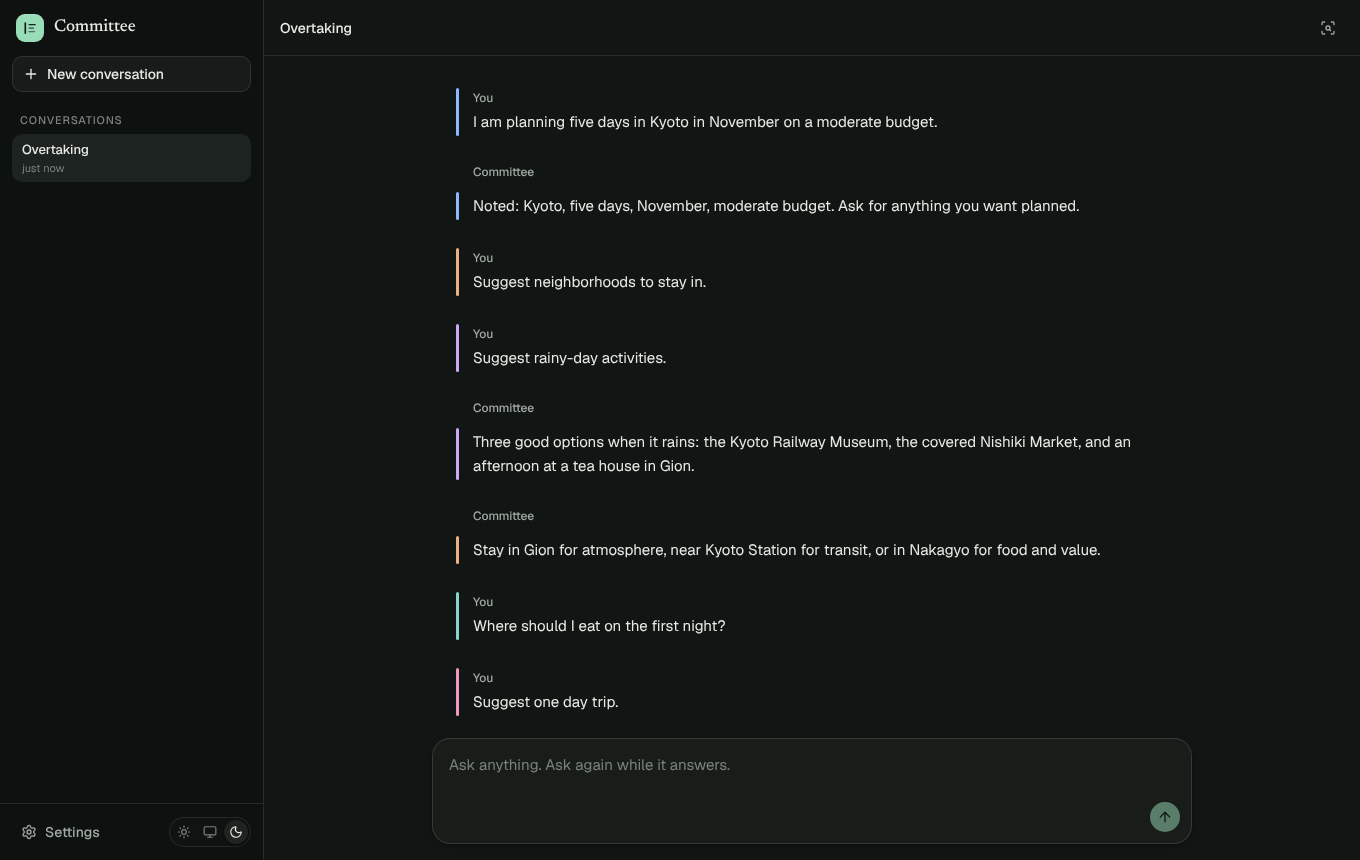 Committee
New conversation
CONVERSATIONS
Overtaking
just now
Settings
Overtaking
You
I am planning five days in Kyoto in November on a moderate budget.
Committee
Noted: Kyoto, five days, November, moderate budget. Ask for anything you want planned.
You
Suggest neighborhoods to stay in.
You
Suggest rainy-day activities.
Committee
Three good options when it rains: the Kyoto Railway Museum, the covered Nishiki Market, and an
afternoon at a tea house in Gion.
Committee
Stay in Gion for atmosphere, near Kyoto Station for transit, or in Nakagyo for food and value.
You
Where should I eat on the first night?
You
Suggest one day trip.
Ask anything. Ask again while it answers.